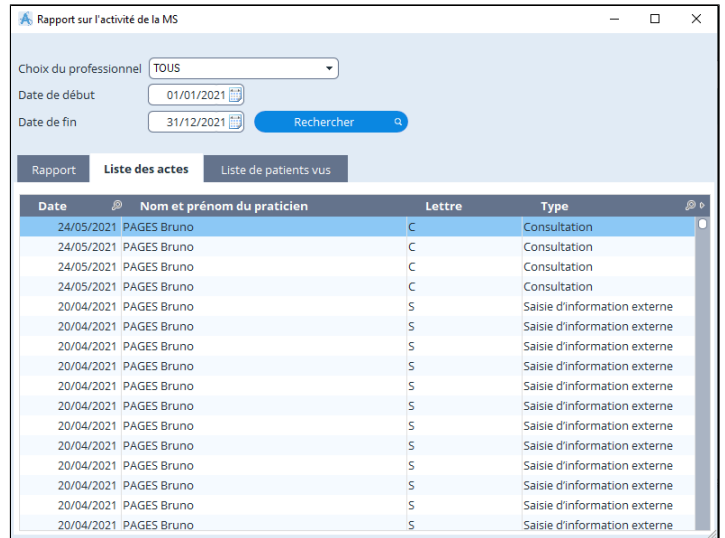 Rapport sur l'activité de la MS
Choix du professionnel TOUS
Date de début 01/01/2021
Date de fin 31/12/2021 Rechercher
Rapport Liste des actes Liste de patients vus
Date Nom et prénom du praticien Lettre Type
24/05/2021 PAGES Bruno C Consultation
24/05/2021 PAGES Bruno C Consultation
24/05/2021 PAGES Bruno C Consultation
24/05/2021 PAGES Bruno C Consultation
20/04/2021 PAGES Bruno S Saisie d'information externe
20/04/2021 PAGES Bruno S Saisie d'information externe
20/04/2021 PAGES Bruno S Saisie d'information externe
20/04/2021 PAGES Bruno S Saisie d'information externe
20/04/2021 PAGES Bruno S Saisie d'information externe
20/04/2021 PAGES Bruno S Saisie d'information externe
20/04/2021 PAGES Bruno S Saisie d'information externe
20/04/2021 PAGES Bruno S Saisie d'information externe
20/04/2021 PAGES Bruno S Saisie d'information externe
20/04/2021 PAGES Bruno S Saisie d'information externe
20/04/2021 PAGES Bruno S Saisie d'information externe
20/04/2021 PAGES Bruno S Saisie d'information externe